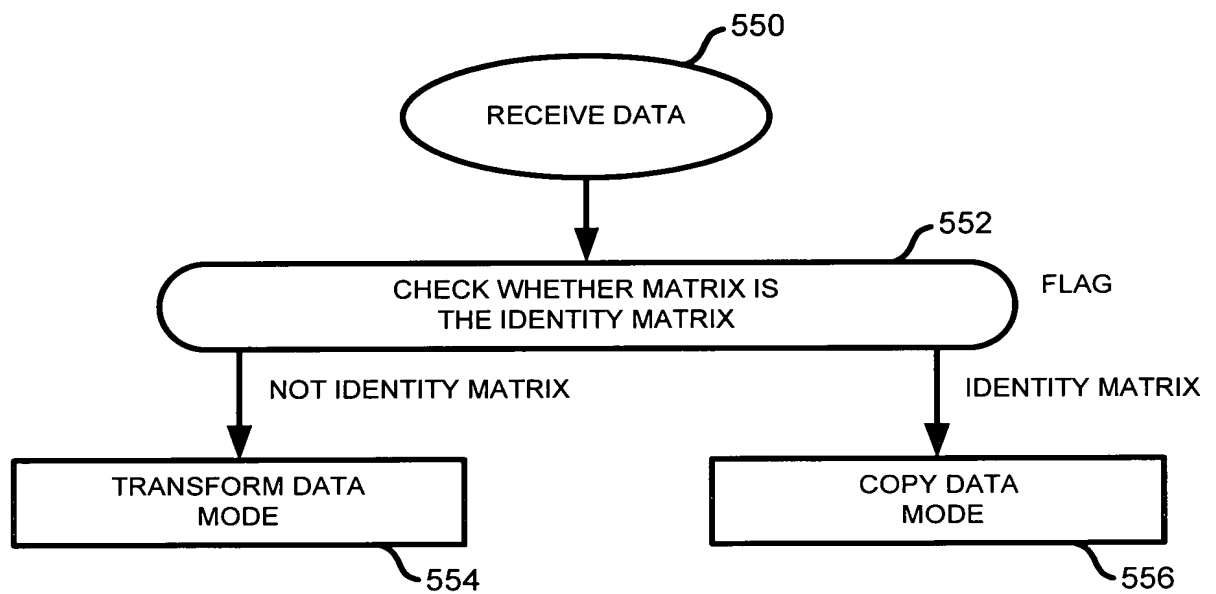 550
RECEIVE DATA
552
CHECK WHETHER MATRIX IS
THE IDENTITY MATRIX
FLAG
NOT IDENTITY MATRIX
IDENTITY MATRIX
TRANSFORM DATA
MODE
COPY DATA
MODE
554
556